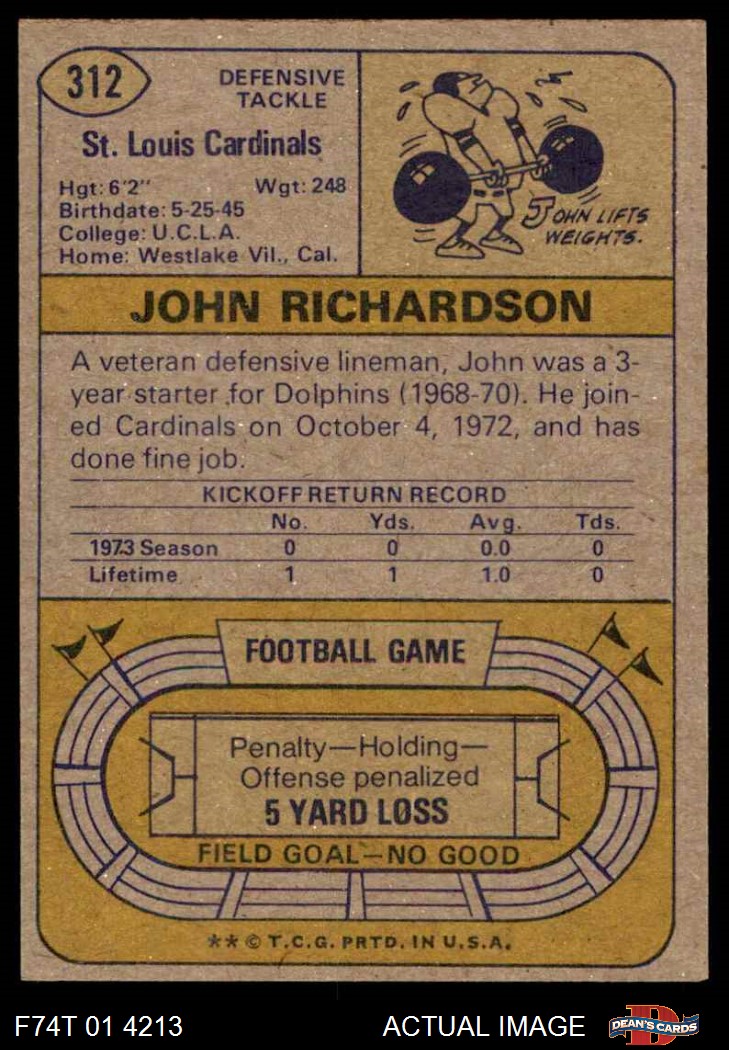 312
DEFENSIVE
TACKLE
St. Louis Cardinals
Hgt: 6'2" Wgt: 248
Birthdate: 5-25-45
College: U.C.L.A.
Home: Westlake Vil., Cal.
JOHN LIFTS
WEIGHTS.
JOHN RICHARDSON
A veteran defensive lineman, John was a 3-
year starter for Dolphins (1968-70). He join-
ed Cardinals on October 4, 1972, and has
done fine job.
KICKOFF RETURN RECORD
No. Yds. Avg. Tds.
1973 Season 0 0 0.0 0
Lifetime 1 1 1.0 0
FOOTBALL GAME
Penalty—Holding—
Offense penalized
5 YARD LOSS
FIELD GOAL—NO GOOD
** © T.C.G. PRTD. IN U.S.A.
F74T 01 4213 ACTUAL IMAGE
D
DEAN'S CARDS